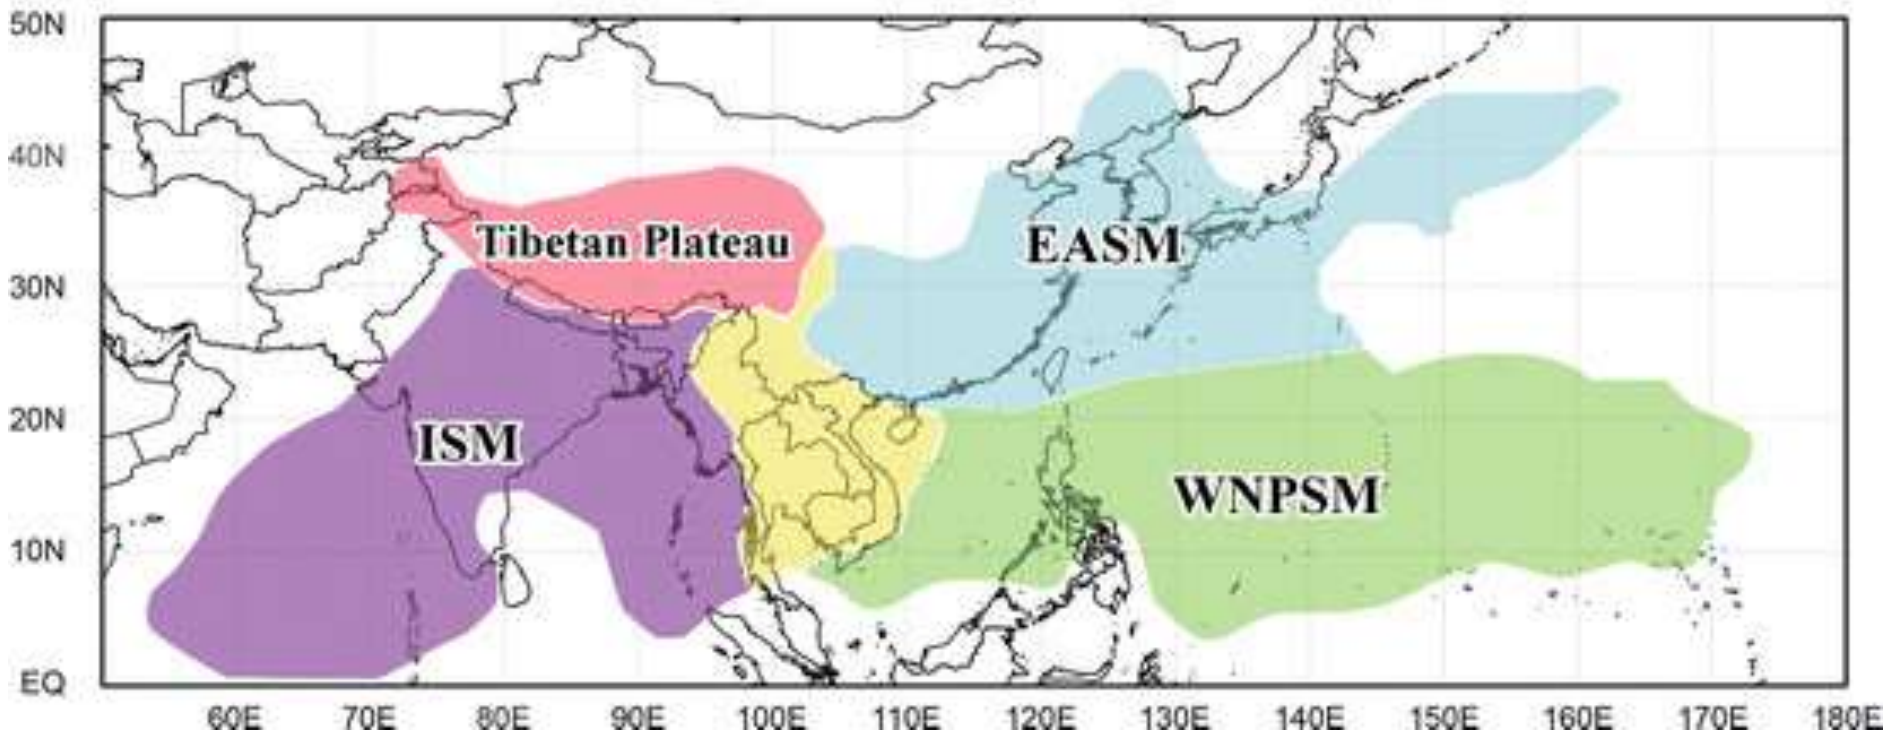 50N
40N
Tibetan Plateau
EASM
30N
20N
ISM
WNPSM
10N
EQ
60E 70E 80E 90E 100E 110E 120E 130E 140E 150E 160E 170E 180E